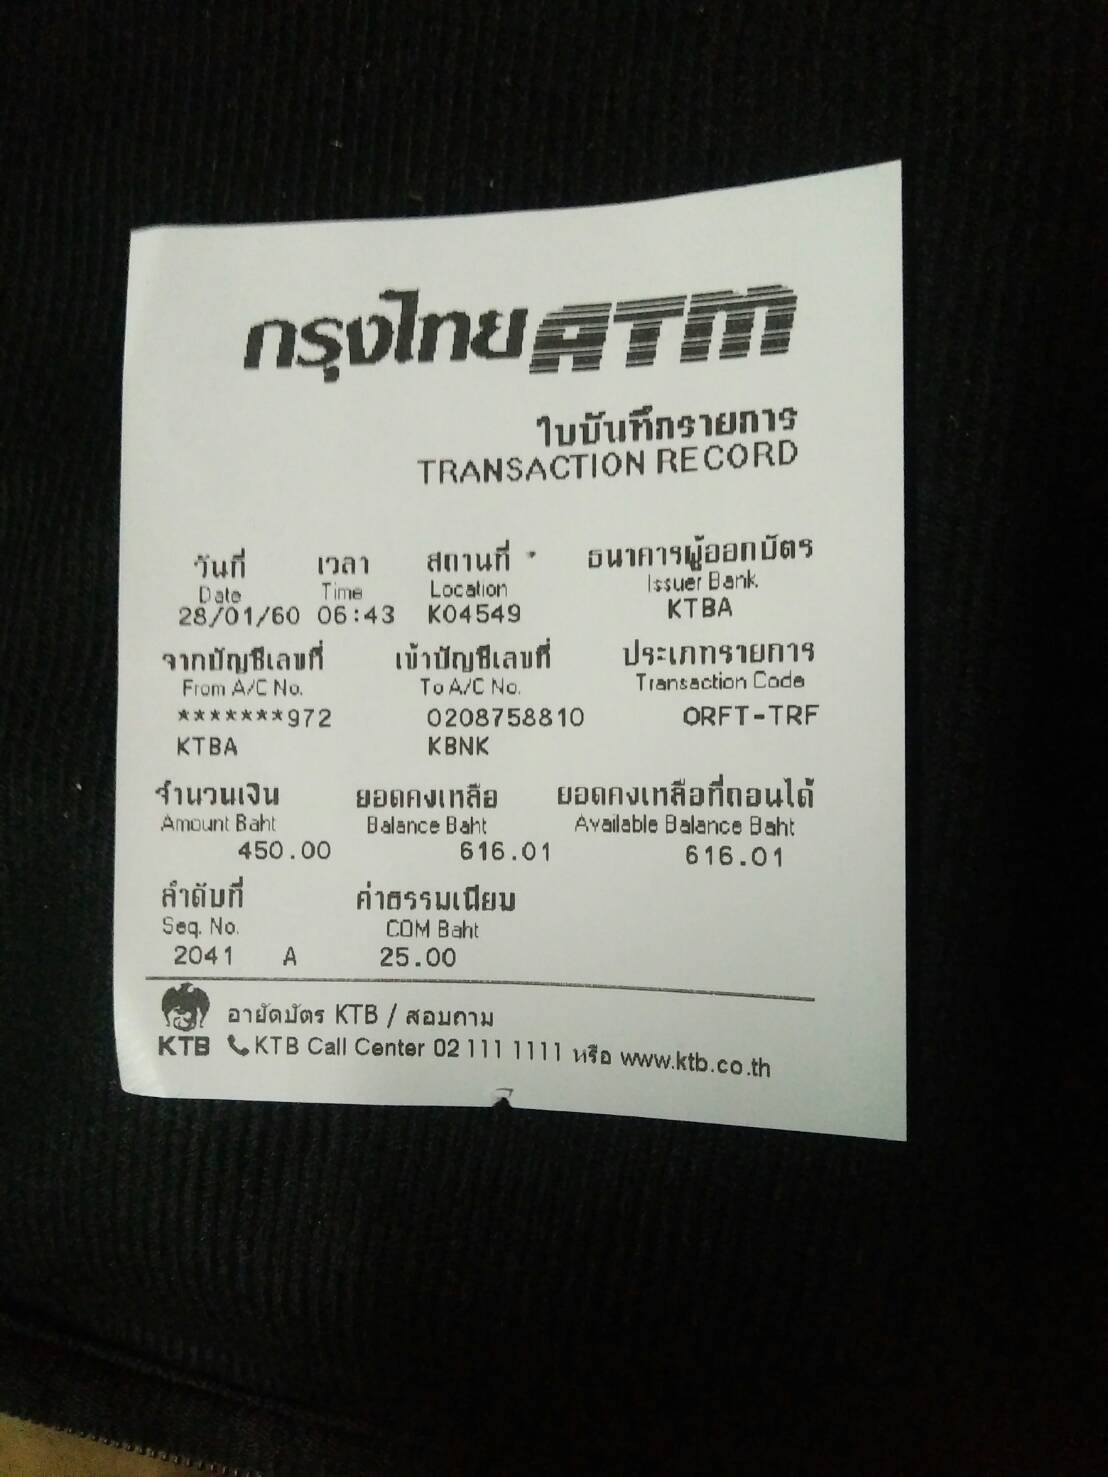 กรุงไทย ATM
ใบบันทึกรายการ
TRANSACTION RECORD
วันที่ เวลา สถานที่ ธนาคารผู้ออกบัตร
Date Time Location Issuer Bank
28/01/60 06:43 K04549 KTBA
จากบัญชีเลขที่ เข้าบัญชีเลขที่ ประเภทรายการ
From A/C No. To A/C No. Transaction Code
*******972 0208758810 ORFT-TRF
KTBA KBNK
จำนวนเงิน ยอดคงเหลือ ยอดคงเหลือที่ถอนได้
Amount Baht Balance Baht Available Balance Baht
450.00 616.01 616.01
ลำดับที่ ค่าธรรมเนียม
Seq. No. COM Baht
2041 A 25.00
อายัดบัตร KTB / สอบถาม
KTB KTB Call Center 02 111 1111 หรือ www.ktb.co.th